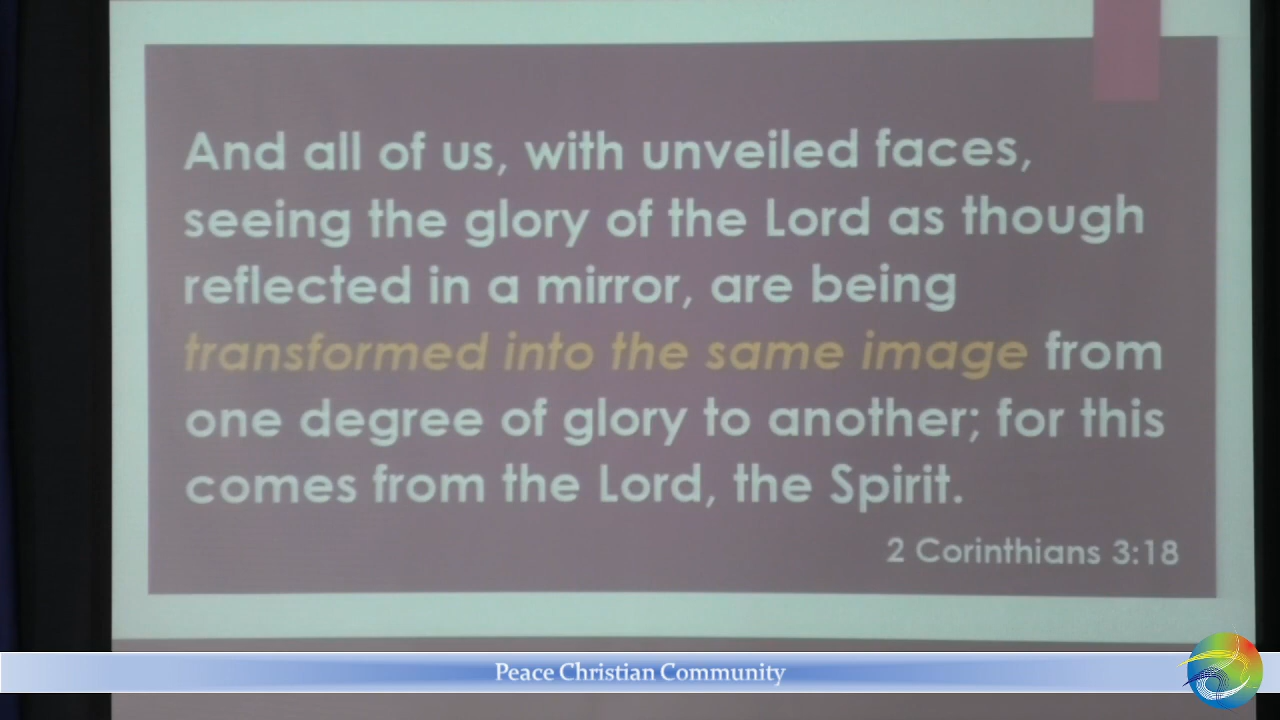 And all of us, with unveiled faces,
seeing the glory of the Lord as though
reflected in a mirror, are being
transformed into the same image from
one degree of glory to another; for this
comes from the Lord, the Spirit.
2 Corinthians 3:18
Peace Christian Community